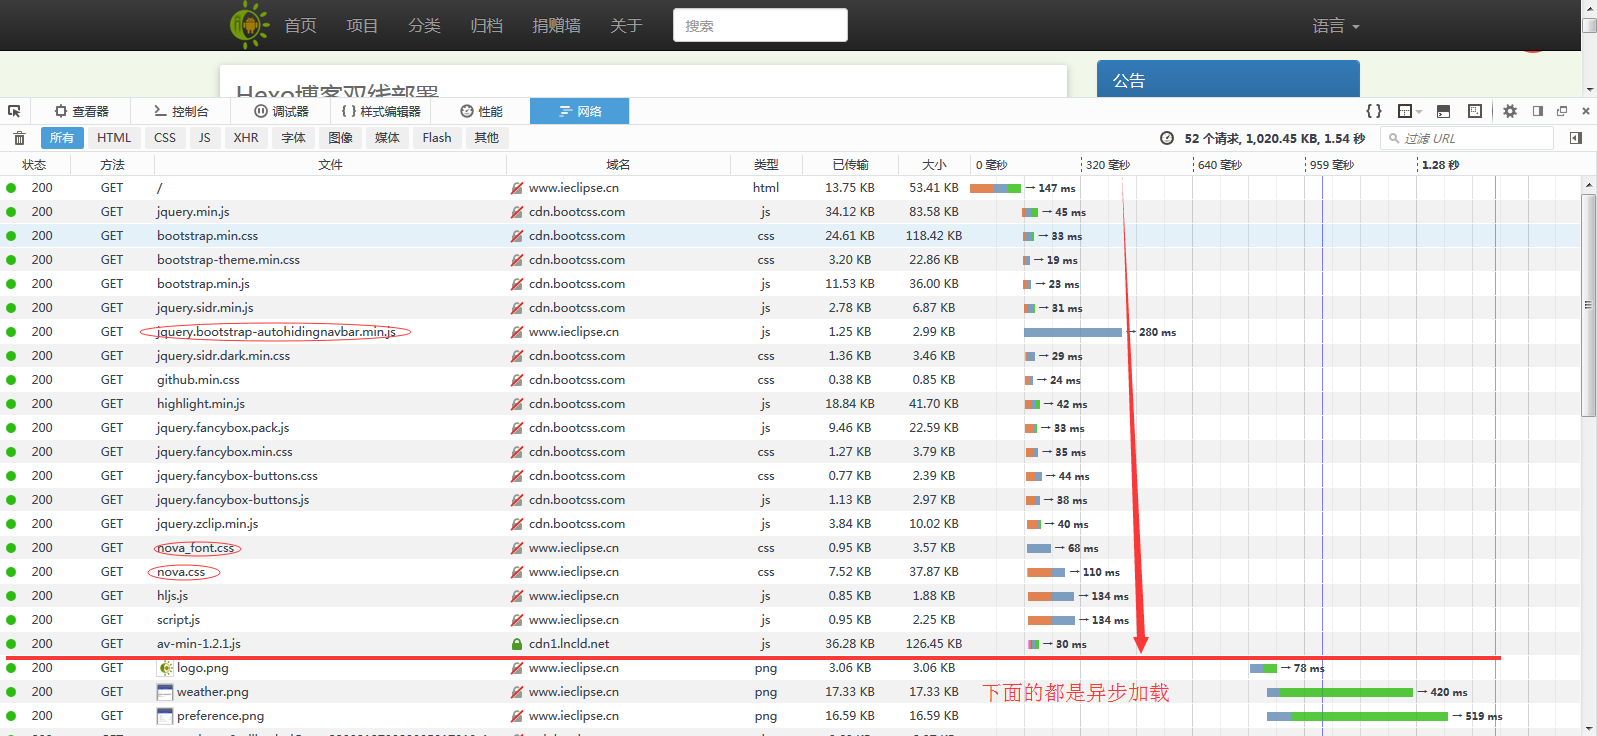 首页 项目 分类 归档 捐赠墙 关于 搜索 语言
Hexo博客双线部署 公告
查看器 控制台 调试器 { } 样式编辑器 性能 网络
所有 HTML CSS JS XHR 字体 图像 媒体 Flash 其他 52 个请求, 1,020.45 KB, 1.54 秒 过滤 URL
状态 方法 文件 域名 类型 已传输 大小 0 毫秒 320 毫秒 640 毫秒 959 毫秒 1.28 秒
200 GET / www.ieclipse.cn html 13.75 KB 53.41 KB → 147 ms
200 GET jquery.min.js cdn.bootcss.com js 34.12 KB 83.58 KB → 45 ms
200 GET bootstrap.min.css cdn.bootcss.com css 24.61 KB 118.42 KB → 33 ms
200 GET bootstrap-theme.min.css cdn.bootcss.com css 3.20 KB 22.86 KB → 19 ms
200 GET bootstrap.min.js cdn.bootcss.com js 11.53 KB 36.00 KB → 23 ms
200 GET jquery.sidr.min.js cdn.bootcss.com js 2.78 KB 6.87 KB → 31 ms
200 GET jquery.bootstrap-autohidingnavbar.min.js www.ieclipse.cn js 1.25 KB 2.99 KB → 280 ms
200 GET jquery.sidr.dark.min.css cdn.bootcss.com css 1.36 KB 3.46 KB → 29 ms
200 GET github.min.css cdn.bootcss.com css 0.38 KB 0.85 KB → 24 ms
200 GET highlight.min.js cdn.bootcss.com js 18.84 KB 41.70 KB → 42 ms
200 GET jquery.fancybox.pack.js cdn.bootcss.com js 9.46 KB 22.59 KB → 33 ms
200 GET jquery.fancybox.min.css cdn.bootcss.com css 1.27 KB 3.79 KB → 35 ms
200 GET jquery.fancybox-buttons.css cdn.bootcss.com css 0.77 KB 2.39 KB → 44 ms
200 GET jquery.fancybox-buttons.js cdn.bootcss.com js 1.13 KB 2.97 KB → 38 ms
200 GET jquery.zclip.min.js cdn.bootcss.com js 3.84 KB 10.02 KB → 40 ms
200 GET nova_font.css www.ieclipse.cn css 0.95 KB 3.57 KB → 68 ms
200 GET nova.css www.ieclipse.cn css 7.52 KB 37.87 KB → 110 ms
200 GET hljs.js www.ieclipse.cn js 0.85 KB 1.88 KB → 134 ms
200 GET script.js www.ieclipse.cn js 0.95 KB 2.25 KB → 134 ms
200 GET av-min-1.2.1.js cdn1.lncld.net js 36.28 KB 126.45 KB → 30 ms
200 GET logo.png www.ieclipse.cn png 3.06 KB 3.06 KB → 78 ms
200 GET weather.png www.ieclipse.cn png 17.33 KB 17.33 KB → 420 ms
下面的都是异步加载
200 GET preference.png www.ieclipse.cn png 16.59 KB 16.59 KB → 519 ms